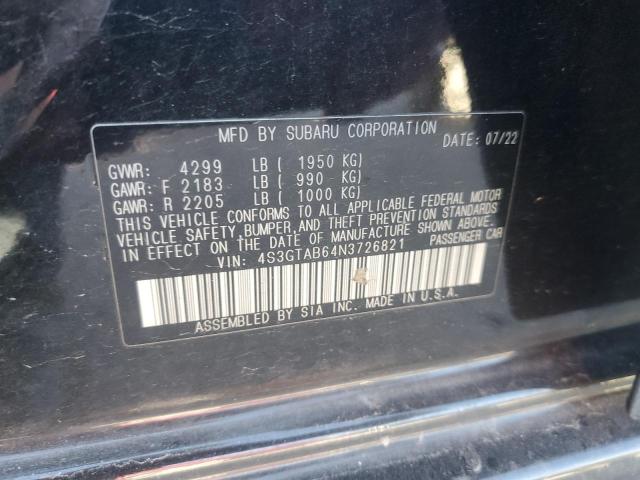 MFD BY SUBARU CORPORATION DATE: 07/22
GVWR: 4299 LB ( 1950 KG)
GAWR: F 2183 LB ( 990 KG)
GAWR: R 2205 LB ( 1000 KG)
THIS VEHICLE CONFORMS TO ALL APPLICABLE FEDERAL MOTOR
VEHICLE SAFETY, BUMPER, AND THEFT PREVENTION STANDARDS
IN EFFECT ON THE DATE OF MANUFACTURE SHOWN ABOVE.
VIN: 4S3GTAB64N3726821 PASSENGER CAR
ASSEMBLED BY SIA INC. MADE IN U.S.A.